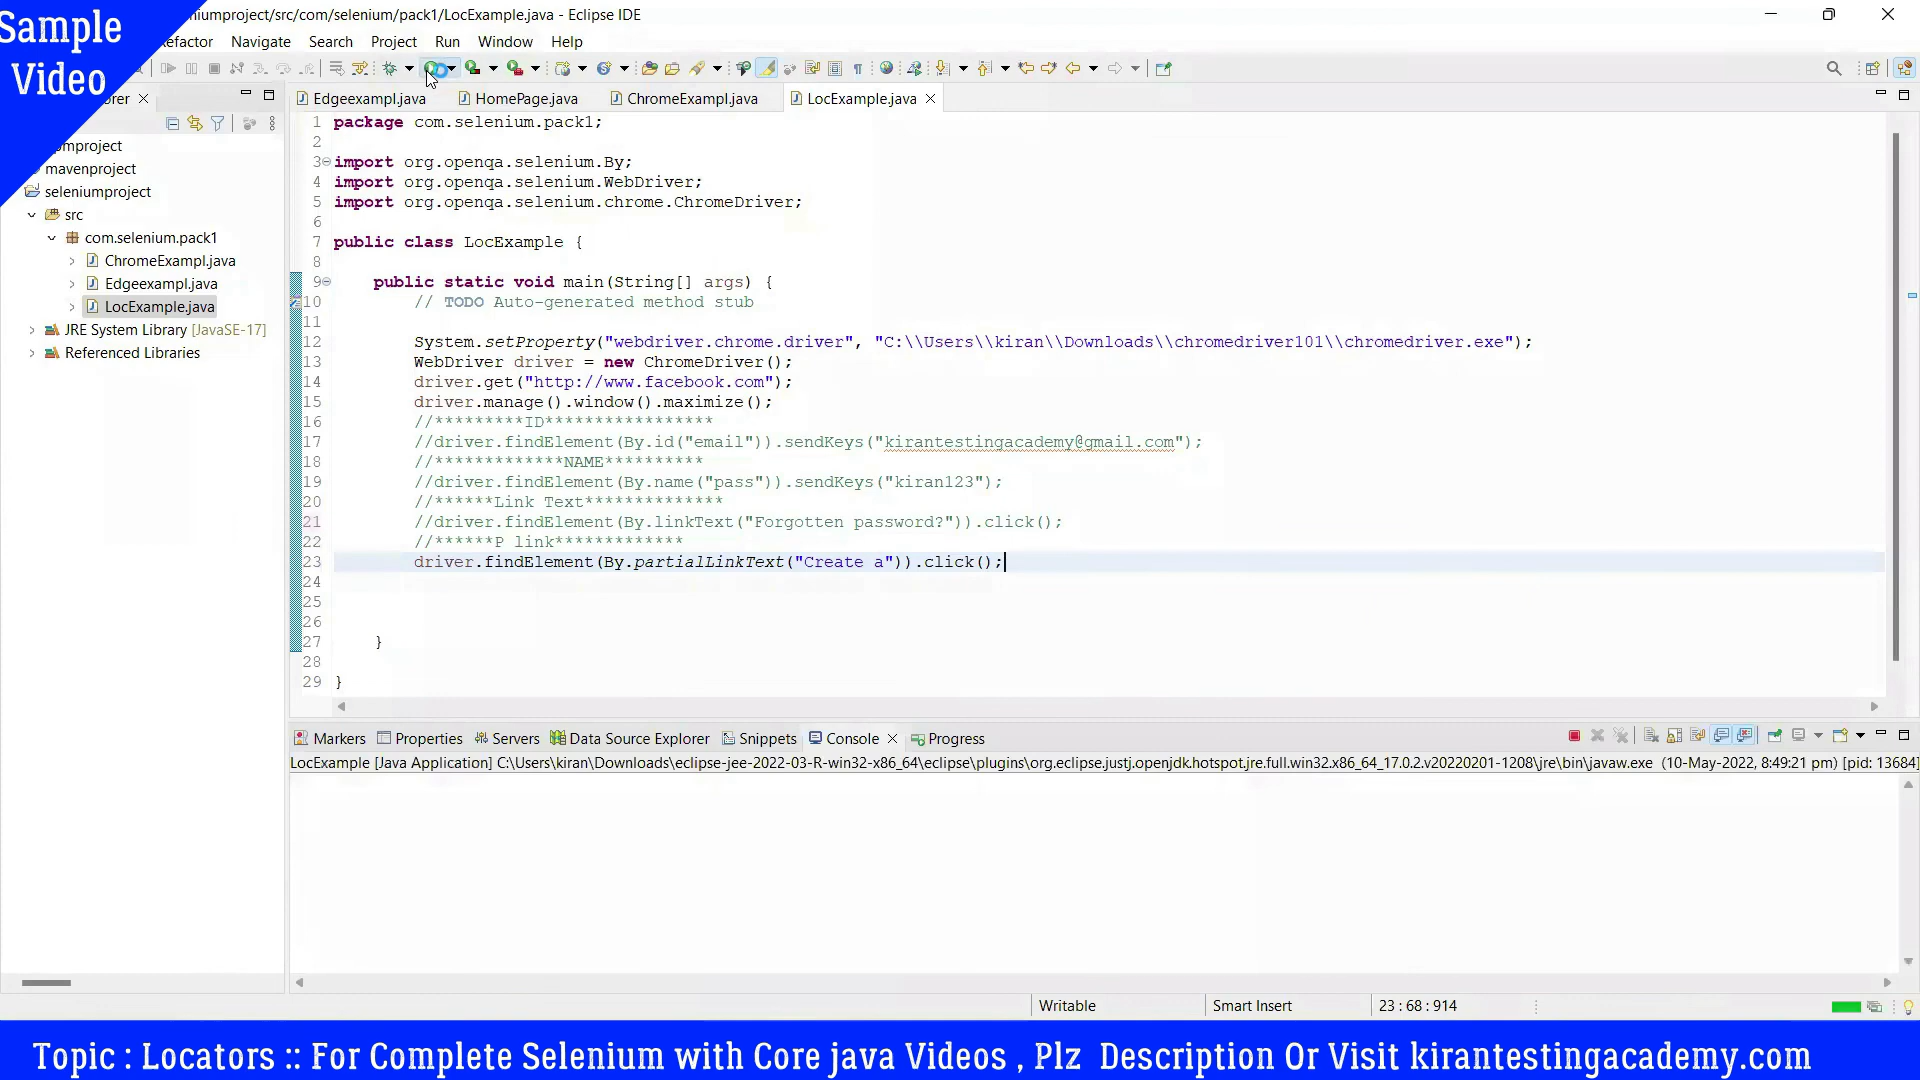 Sample
Video
iumproject/src/com/selenium/pack1/LocExample.java - Eclipse IDE
efactor Navigate Search Project Run Window Help
orer
Edgeexampl.java HomePage.java ChromeExampl.java LocExample.java
omproject
mavenproject
seleniumproject
src
com.selenium.pack1
ChromeExampl.java
Edgeexampl.java
LocExample.java
JRE System Library [JavaSE-17]
Referenced Libraries
1 package com.selenium.pack1;
2
3 import org.openqa.selenium.By;
4 import org.openqa.selenium.WebDriver;
5 import org.openqa.selenium.chrome.ChromeDriver;
6
7 public class LocExample {
8
9 public static void main(String[] args) {
10 // TODO Auto-generated method stub
11
12 System.setProperty("webdriver.chrome.driver", "C:\\Users\\kiran\\Downloads\\chromedriver101\\chromedriver.exe");
13 WebDriver driver = new ChromeDriver();
14 driver.get("http://www.facebook.com");
15 driver.manage().window().maximize();
16 //*********ID*****************
17 //driver.findElement(By.id("email")).sendKeys("kirantestingacademy@gmail.com");
18 //*************NAME**********
19 //driver.findElement(By.name("pass")).sendKeys("kiran123");
20 //******Link Text**************
21 //driver.findElement(By.linkText("Forgotten password?")).click();
22 //******P link*************
23 driver.findElement(By.partialLinkText("Create a")).click();
24
25
26
27 }
28
29 }
Markers Properties Servers Data Source Explorer Snippets Console Progress
LocExample [Java Application] C:\Users\kiran\Downloads\eclipse-jee-2022-03-R-win32-x86_64\eclipse\plugins\org.eclipse.justj.openjdk.hotspot.jre.full.win32.x86_64_17.0.2.v20220201-1208\jre\bin\javaw.exe (10-May-2022, 8:49:21 pm) [pid: 13684]
Writable Smart Insert 23 : 68 : 914
Topic : Locators :: For Complete Selenium with Core java Videos , Plz Description Or Visit kirantestingacademy.com